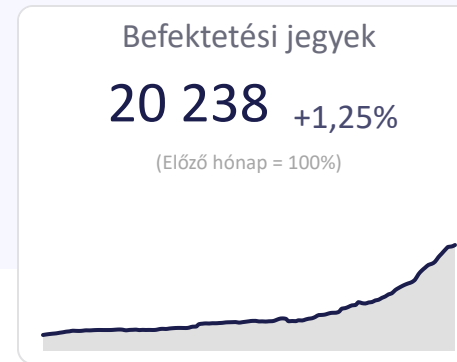 Befektetési jegyek
20 238 +1,25%
(Előző hónap = 100%)